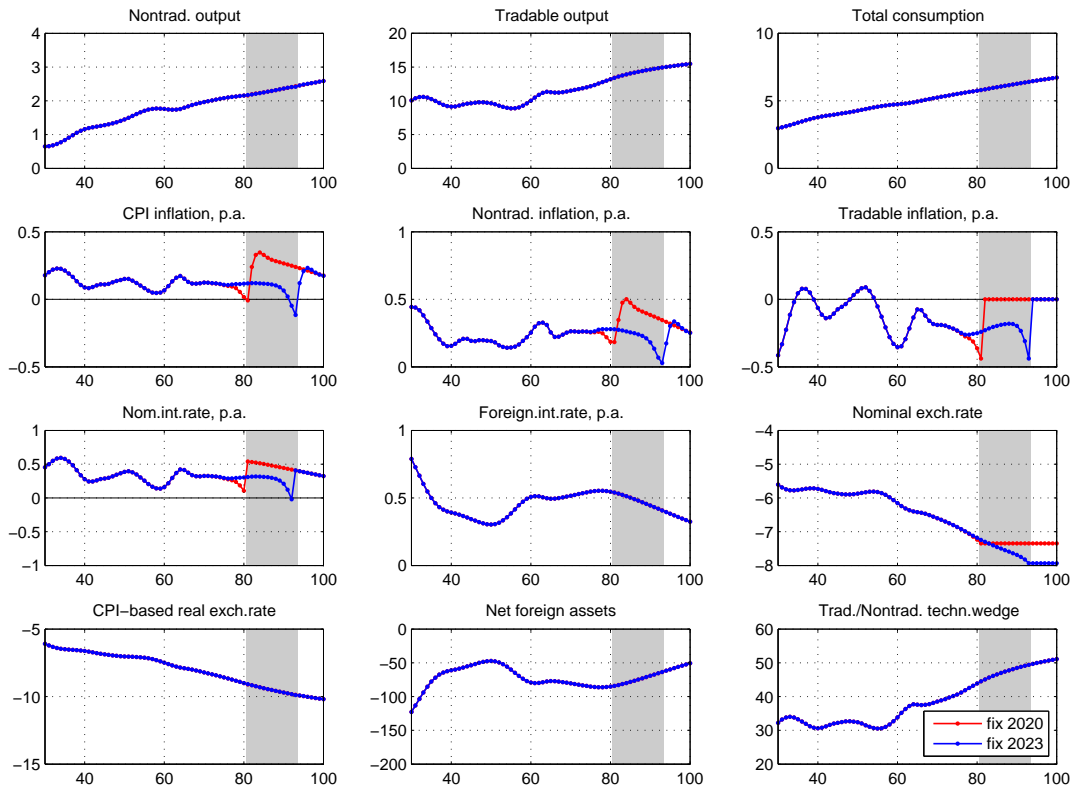 Nontrad. output
Tradable output
Total consumption
4
3
2
1
0
40 60 80 100
20
15
10
5
0
40 60 80 100
10
5
0
40 60 80 100
CPI inflation, p.a.
Nontrad. inflation, p.a.
Tradable inflation, p.a.
0.5
0
−0.5
40 60 80 100
1
0.5
0
40 60 80 100
0.5
0
−0.5
40 60 80 100
Nom.int.rate, p.a.
Foreign.int.rate, p.a.
Nominal exch.rate
1
0.5
0
−0.5
−1
40 60 80 100
1
0.5
0
40 60 80 100
−4
−5
−6
−7
−8
40 60 80 100
CPI−based real exch.rate
Net foreign assets
Trad./Nontrad. techn.wedge
−5
−10
−15
40 60 80 100
0
−50
−100
−150
−200
40 60 80 100
60
50
40
30
20
40 60 80 100
fix 2020
fix 2023